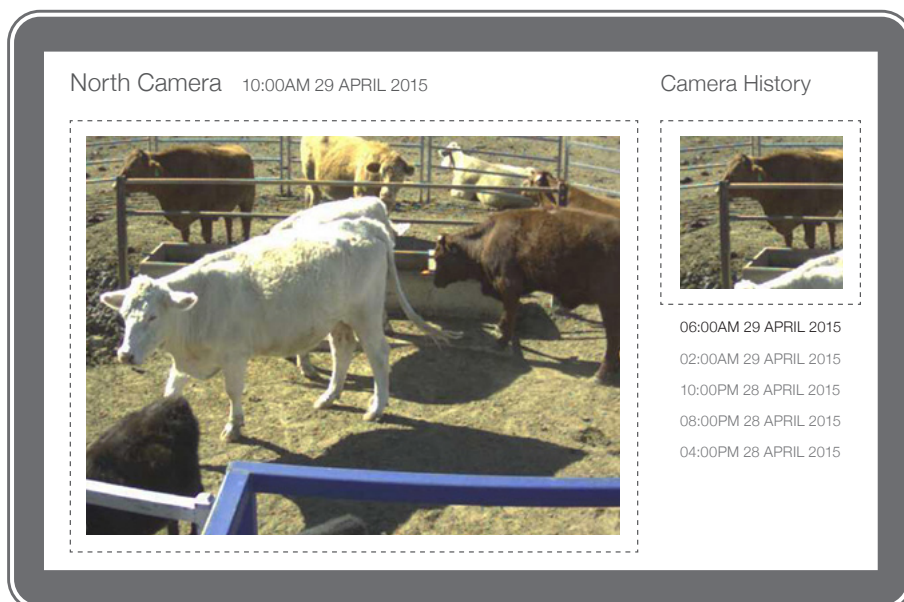 North Camera 10:00AM 29 APRIL 2015
Camera History
06:00AM 29 APRIL 2015
02:00AM 29 APRIL 2015
10:00PM 28 APRIL 2015
08:00PM 28 APRIL 2015
04:00PM 28 APRIL 2015